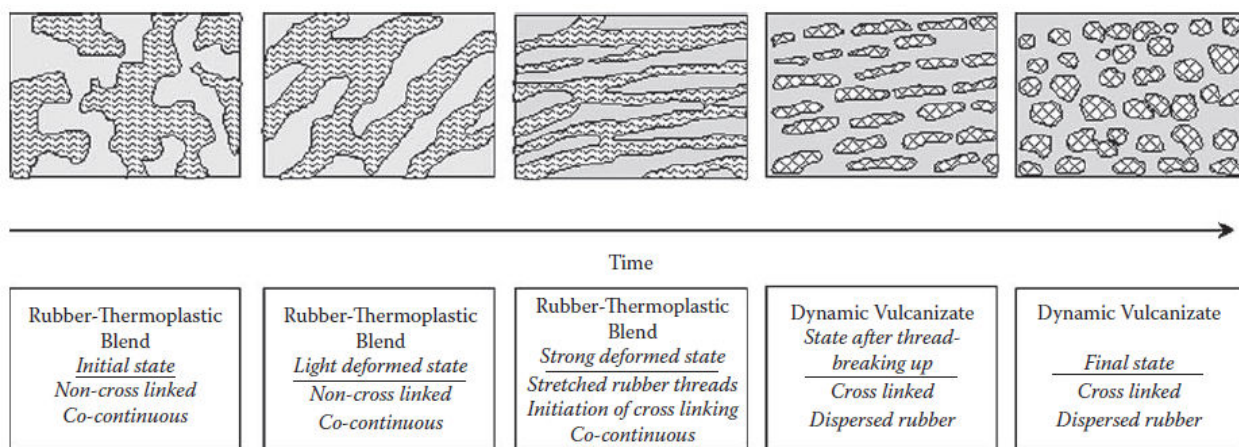 Time
Rubber-Thermoplastic
Blend
Initial state
Non-cross linked
Co-continuous
Rubber-Thermoplastic
Blend
Light deformed state
Non-cross linked
Co-continuous
Rubber-Thermoplastic
Blend
Strong deformed state
Stretched rubber threads
Initiation of cross linking
Co-continuous
Dynamic Vulcanizate
State after thread-
breaking up
Cross linked
Dispersed rubber
Dynamic Vulcanizate
Final state
Cross linked
Dispersed rubber